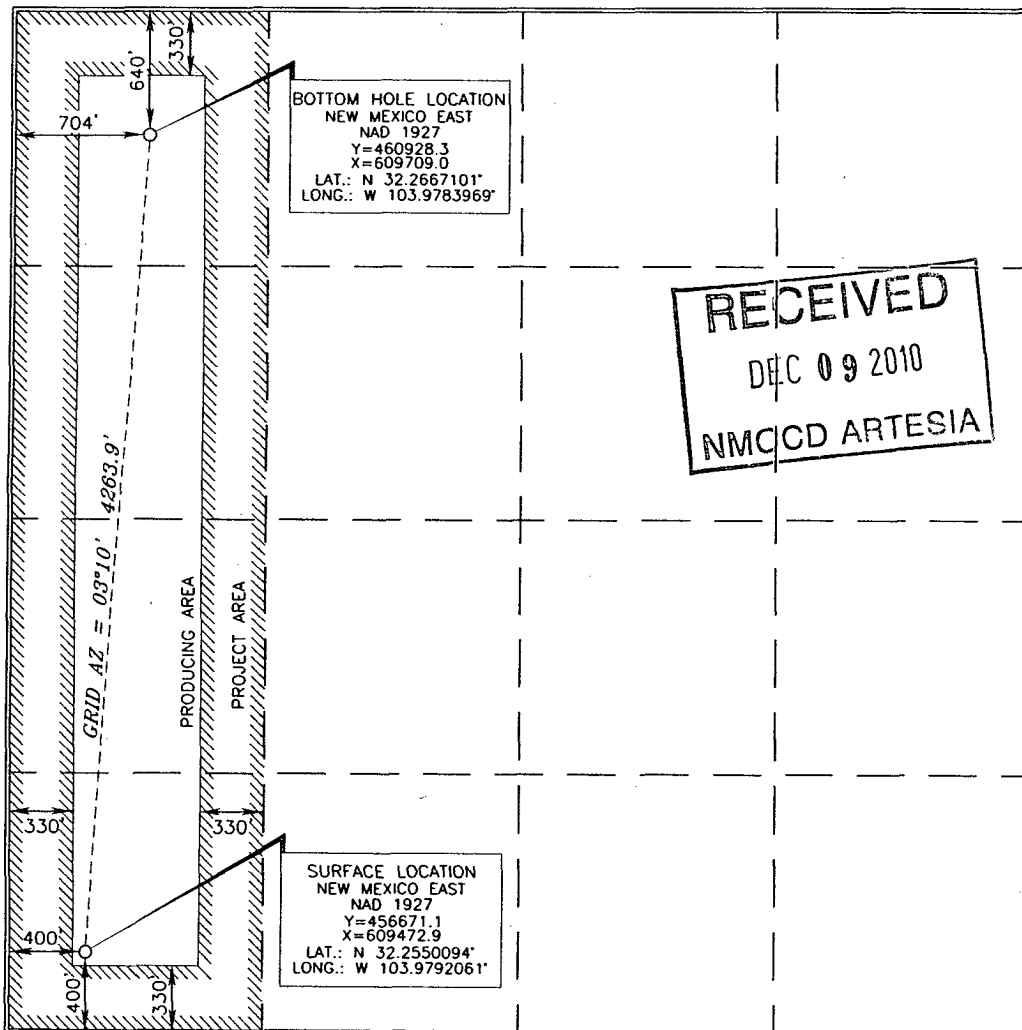 330'
640'
704'
BOTTOM HOLE LOCATION
NEW MEXICO EAST
NAD 1927
Y=460928.3
X=609709.0
LAT.: N 32.2667101°
LONG.: W 103.9783969°
RECEIVED
DEC 09 2010
NMOCD ARTESIA
GRID AZ = 03°10' 4263.9'
PRODUCING AREA
PROJECT AREA
330'
330'
SURFACE LOCATION
NEW MEXICO EAST
NAD 1927
Y=456671.1
X=609472.9
LAT.: N 32.2550094°
LONG.: W 103.9792061°
400'
400'
330'